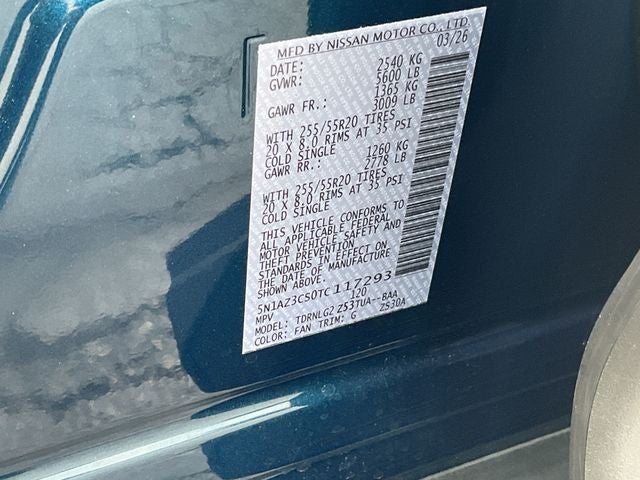 MFD BY NISSAN MOTOR CO., LTD.
DATE: 03/26
GVWR: 2540 KG
5600 LB
GAWR FR.: 1365 KG
3009 LB
WITH 255/55R20 TIRES
20 X 8.0 RIMS AT 35 PSI
COLD SINGLE
GAWR RR.: 1260 KG
2778 LB
WITH 255/55R20 TIRES
20 X 8.0 RIMS AT 35 PSI
COLD SINGLE
THIS VEHICLE CONFORMS TO
ALL APPLICABLE FEDERAL
MOTOR VEHICLE SAFETY AND
THEFT PREVENTION
STANDARDS IN EFFECT ON
THE DATE OF MANUFACTURE
SHOWN ABOVE.
5N1AZ3CS0TC117293
MPV 120
MODEL: TDRNLG2 Z53TUA--BAA
COLOR: FAN TRIM: G Z530A